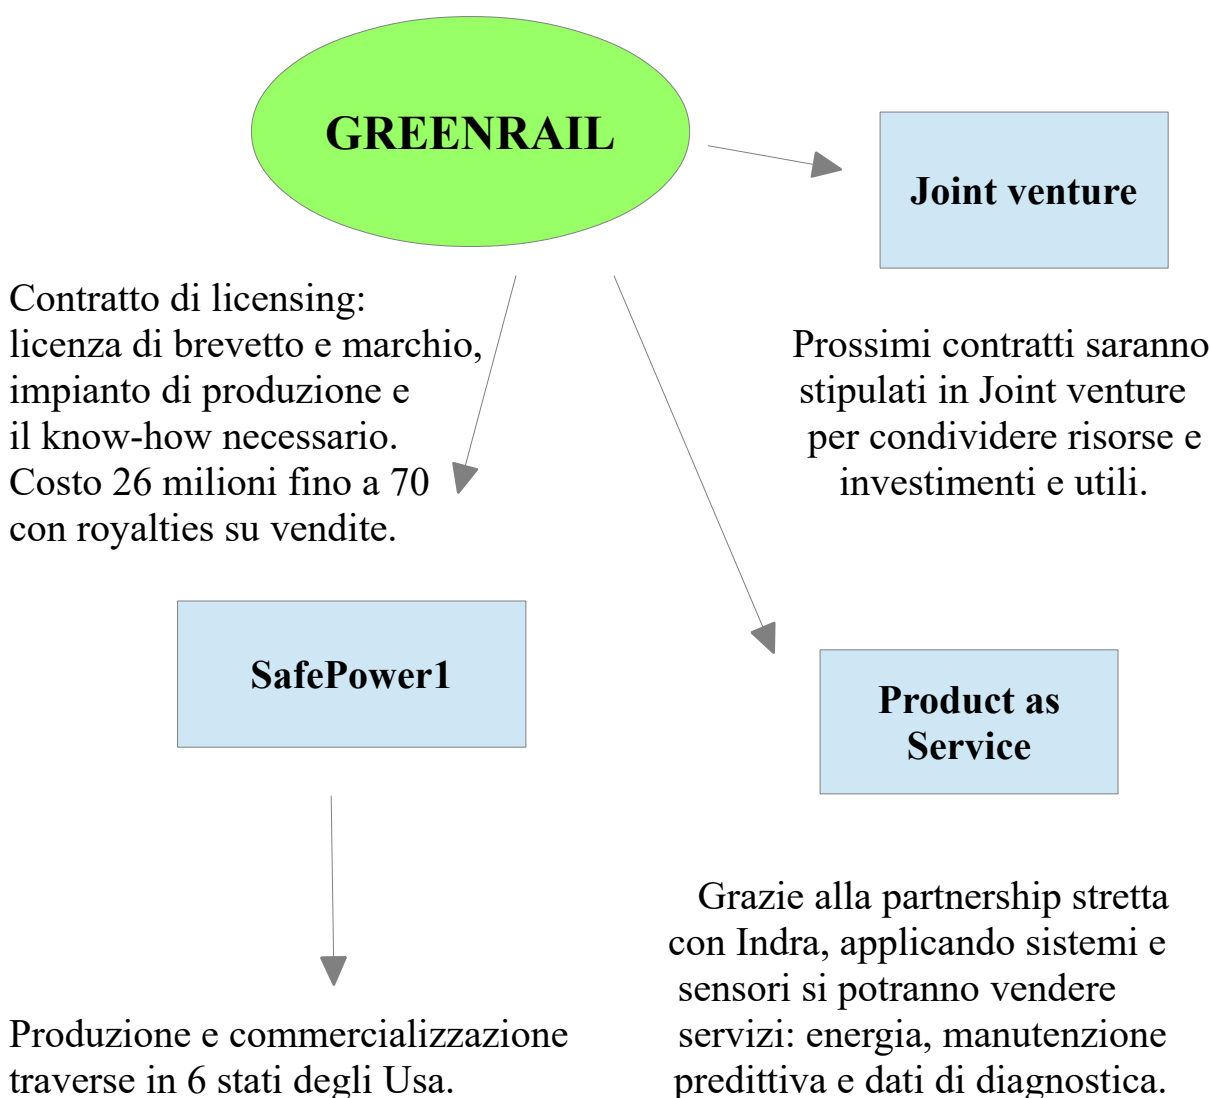 GREENRAIL
Joint venture
Contratto di licensing:
licenza di brevetto e marchio,
impianto di produzione e
il know-how necessario.
Costo 26 milioni fino a 70
con royalties su vendite.
Prossimi contratti saranno
stipulati in Joint venture
per condividere risorse e
investimenti e utili.
SafePower1
Product as
Service
Produzione e commercializzazione
traverse in 6 stati degli Usa.
Grazie alla partnership stretta
con Indra, applicando sistemi e
sensori si potranno vendere
servizi: energia, manutenzione
predittiva e dati di diagnostica.